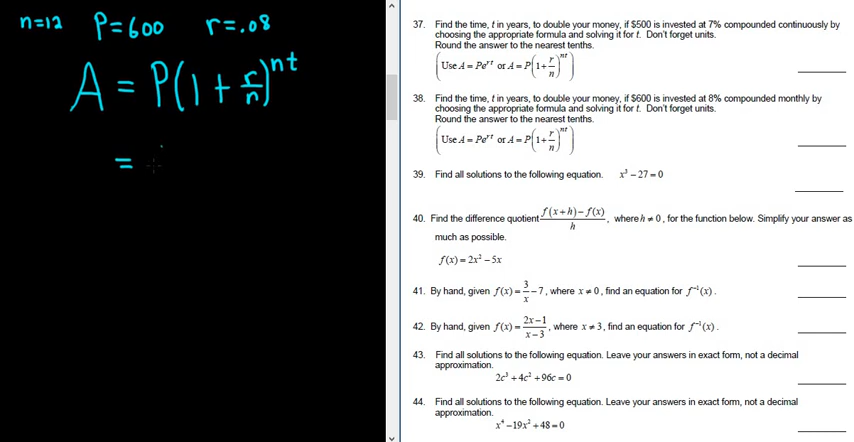 n=12 P=600 r=.08
A = P(1 + r/n)^nt
=
37. Find the time, t in years, to double your money, if $500 is invested at 7% compounded continuously by
choosing the appropriate formula and solving it for t. Don't forget units.
Round the answer to the nearest tenths.
(Use A = Pe^rt or A = P(1+r/n)^nt)
38. Find the time, t in years, to double your money, if $600 is invested at 8% compounded monthly by
choosing the appropriate formula and solving it for t. Don't forget units.
Round the answer to the nearest tenths.
(Use A = Pe^rt or A = P(1+r/n)^nt)
39. Find all solutions to the following equation. x³ − 27 = 0
40. Find the difference quotient (f(x+h)−f(x))/h, where h ≠ 0, for the function below. Simplify your answer as
much as possible.
f(x) = 2x² − 5x
41. By hand, given f(x) = 3/x − 7, where x ≠ 0, find an equation for f⁻¹(x).
42. By hand, given f(x) = (2x−1)/(x−3), where x ≠ 3, find an equation for f⁻¹(x).
43. Find all solutions to the following equation. Leave your answers in exact form, not a decimal
approximation.
2c³ + 4c² + 96c = 0
44. Find all solutions to the following equation. Leave your answers in exact form, not a decimal
approximation.
x⁴ − 19x² + 48 = 0